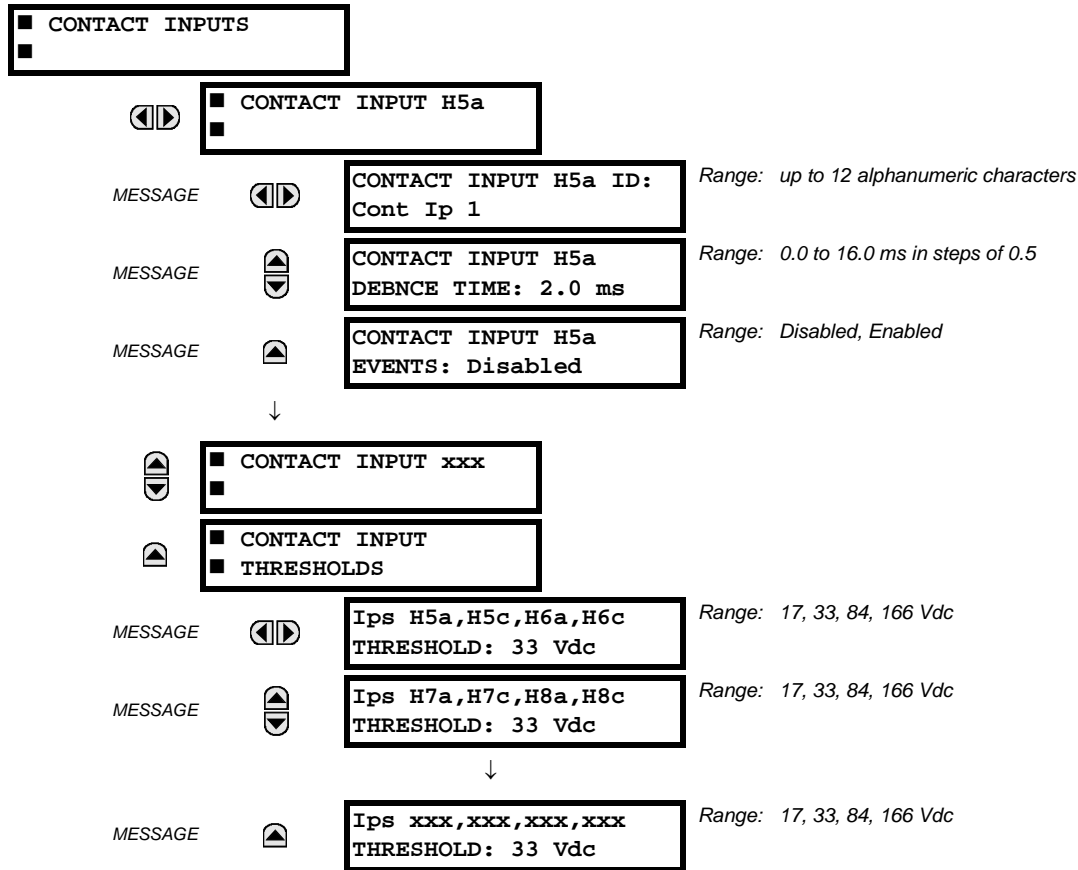 ■ CONTACT INPUTS
■
■ CONTACT INPUT H5a
■
MESSAGE
CONTACT INPUT H5a ID:
Cont Ip 1
Range: up to 12 alphanumeric characters
MESSAGE
CONTACT INPUT H5a
DEBNCE TIME: 2.0 ms
Range: 0.0 to 16.0 ms in steps of 0.5
MESSAGE
CONTACT INPUT H5a
EVENTS: Disabled
Range: Disabled, Enabled
↓
■ CONTACT INPUT xxx
■
■ CONTACT INPUT
■ THRESHOLDS
MESSAGE
Ips H5a,H5c,H6a,H6c
THRESHOLD: 33 Vdc
Range: 17, 33, 84, 166 Vdc
MESSAGE
Ips H7a,H7c,H8a,H8c
THRESHOLD: 33 Vdc
Range: 17, 33, 84, 166 Vdc
↓
MESSAGE
Ips xxx,xxx,xxx,xxx
THRESHOLD: 33 Vdc
Range: 17, 33, 84, 166 Vdc